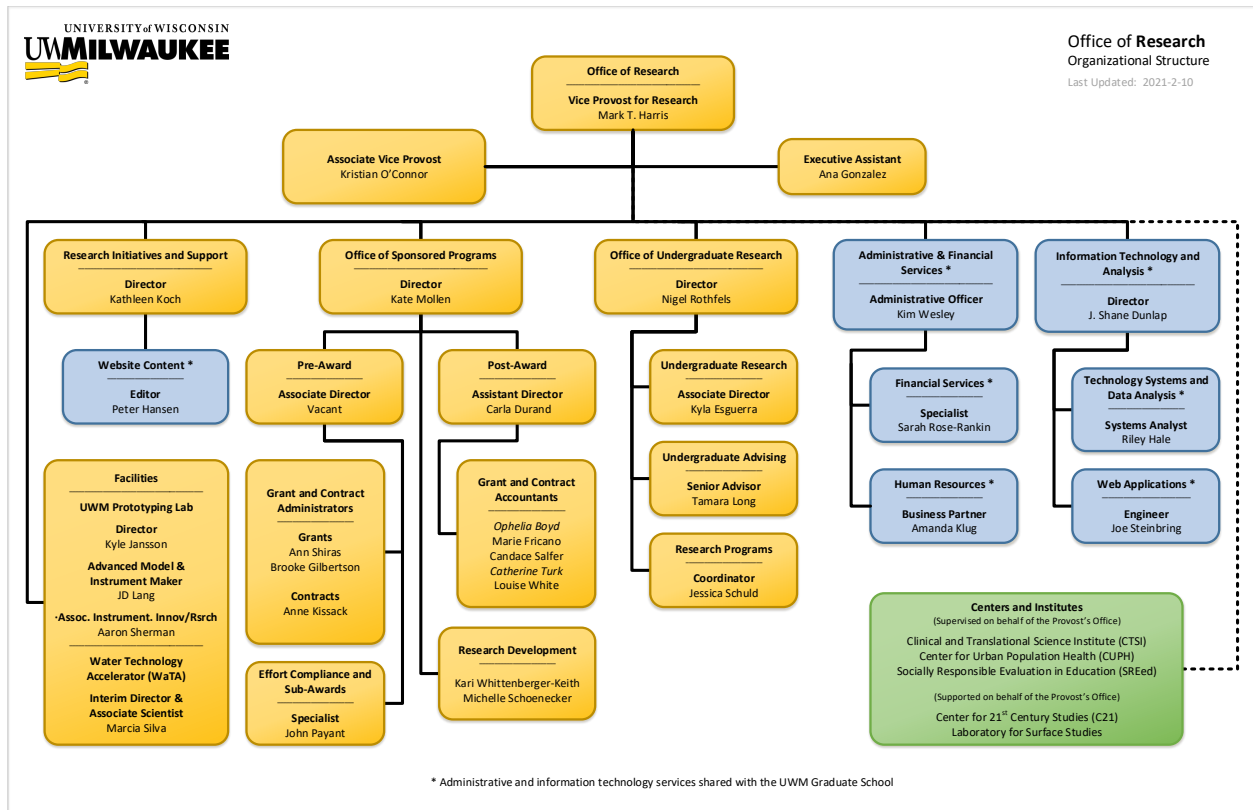 UNIVERSITY of WISCONSIN
UWMILWAUKEE
Office of Research
Organizational Structure
Last Updated: 2021-2-10
Office of Research
Vice Provost for Research
Mark T. Harris
Associate Vice Provost
Kristian O'Connor
Executive Assistant
Ana Gonzalez
Research Initiatives and Support
Director
Kathleen Koch
Office of Sponsored Programs
Director
Kate Mollen
Office of Undergraduate Research
Director
Nigel Rothfels
Administrative & Financial
Services *
Administrative Officer
Kim Wesley
Information Technology and
Analysis *
Director
J. Shane Dunlap
Website Content *
Editor
Peter Hansen
Pre-Award
Associate Director
Vacant
Post-Award
Assistant Director
Carla Durand
Undergraduate Research
Associate Director
Kyla Esguerra
Financial Services *
Specialist
Sarah Rose-Rankin
Technology Systems and
Data Analysis *
Systems Analyst
Riley Hale
Facilities
UWM Prototyping Lab
Director
Kyle Jansson
Advanced Model &
Instrument Maker
JD Lang
·Assoc. Instrument. Innov/Rsrch
Aaron Sherman
Water Technology
Accelerator (WaTA)
Interim Director &
Associate Scientist
Marcia Silva
Grant and Contract
Administrators
Grants
Ann Shiras
Brooke Gilbertson
Contracts
Anne Kissack
Grant and Contract
Accountants
Ophelia Boyd
Marie Fricano
Candace Salfer
Catherine Turk
Louise White
Undergraduate Advising
Senior Advisor
Tamara Long
Human Resources *
Business Partner
Amanda Klug
Web Applications *
Engineer
Joe Steinbring
Research Programs
Coordinator
Jessica Schuld
Effort Compliance and
Sub-Awards
Specialist
John Payant
Research Development
Kari Whittenberger-Keith
Michelle Schoenecker
Centers and Institutes
(Supervised on behalf of the Provost's Office)
Clinical and Translational Science Institute (CTSI)
Center for Urban Population Health (CUPH)
Socially Responsible Evaluation in Education (SREed)
(Supported on behalf of the Provost's Office)
Center for 21st Century Studies (C21)
Laboratory for Surface Studies
* Administrative and information technology services shared with the UWM Graduate School